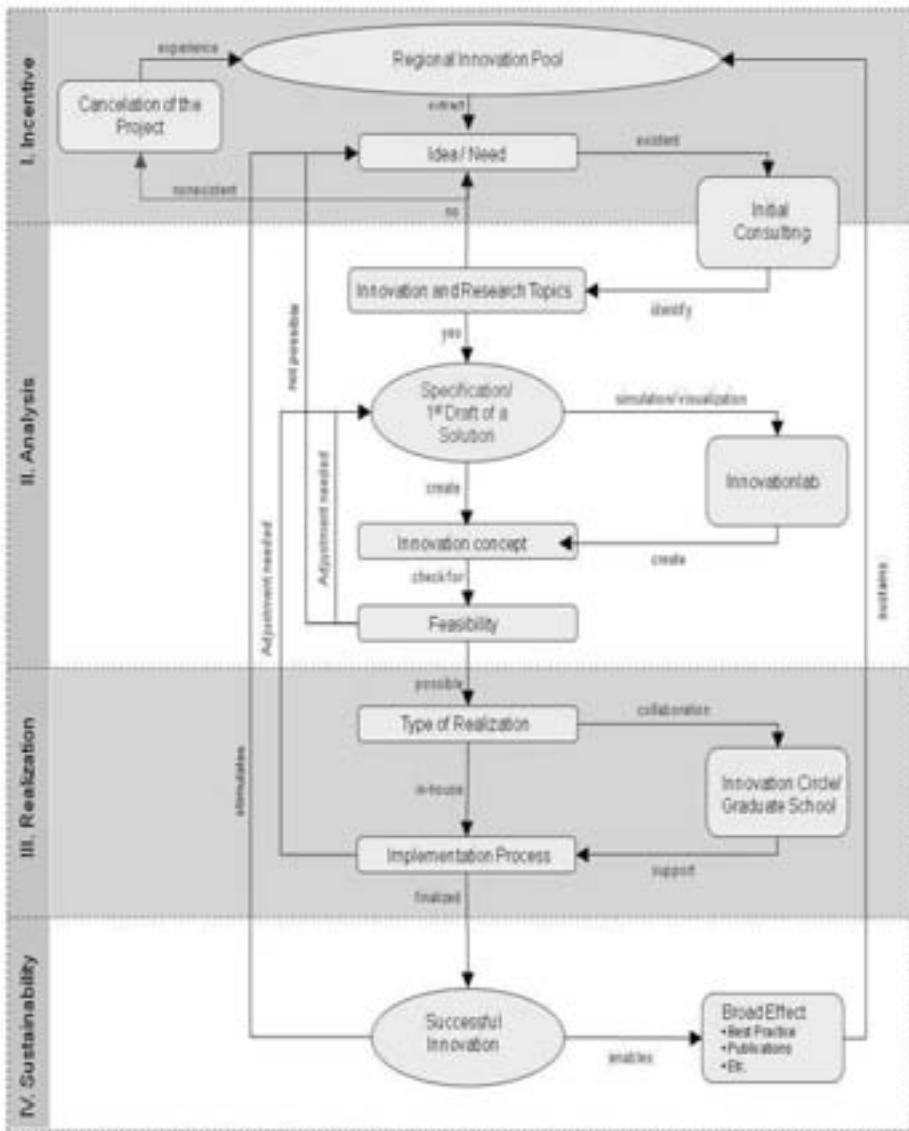 I. Incentive
experience
Regional Innovation Pool
Cancelation of the
Project
extract
Idea / Need
existent
nonexistent
no
Initial
Consulting
II. Analysis
Innovation and Research Topics
identify
yes
not possible
Specification/
1st Draft of a
Solution
simulation/visualization
Innovationlab
create
Adjustment needed
Adjustment needed
Innovation concept
create
check for
sustains
Feasibility
III. Realization
possible
Type of Realization
collaboration
stimulates
in-house
Innovation Circle/
Graduate School
Implementation Process
support
finalized
IV. Sustainability
Successful
Innovation
enables
Broad Effect
•Best Practice
•Publications
•Etc.